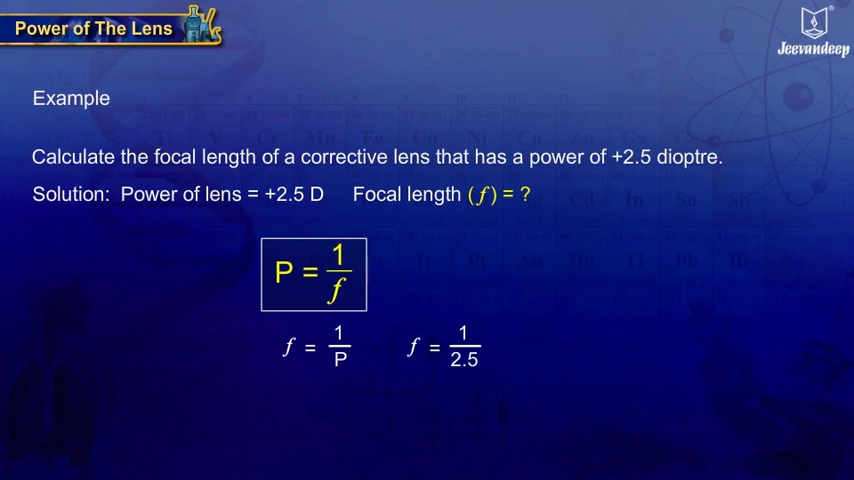 Power of The Lens
Jeevandeep
Example
Calculate the focal length of a corrective lens that has a power of +2.5 dioptre.
Solution: Power of lens = +2.5 D Focal length (f) = ?
P = 1/f
f = 1/P f = 1/2.5